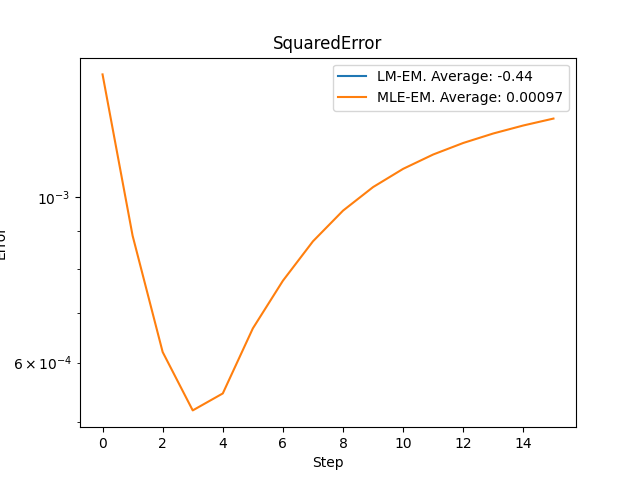 SquaredError
LM-EM. Average: -0.44
MLE-EM. Average: 0.00097
10⁻³
6 × 10⁻⁴
Error
0 2 4 6 8 10 12 14
Step